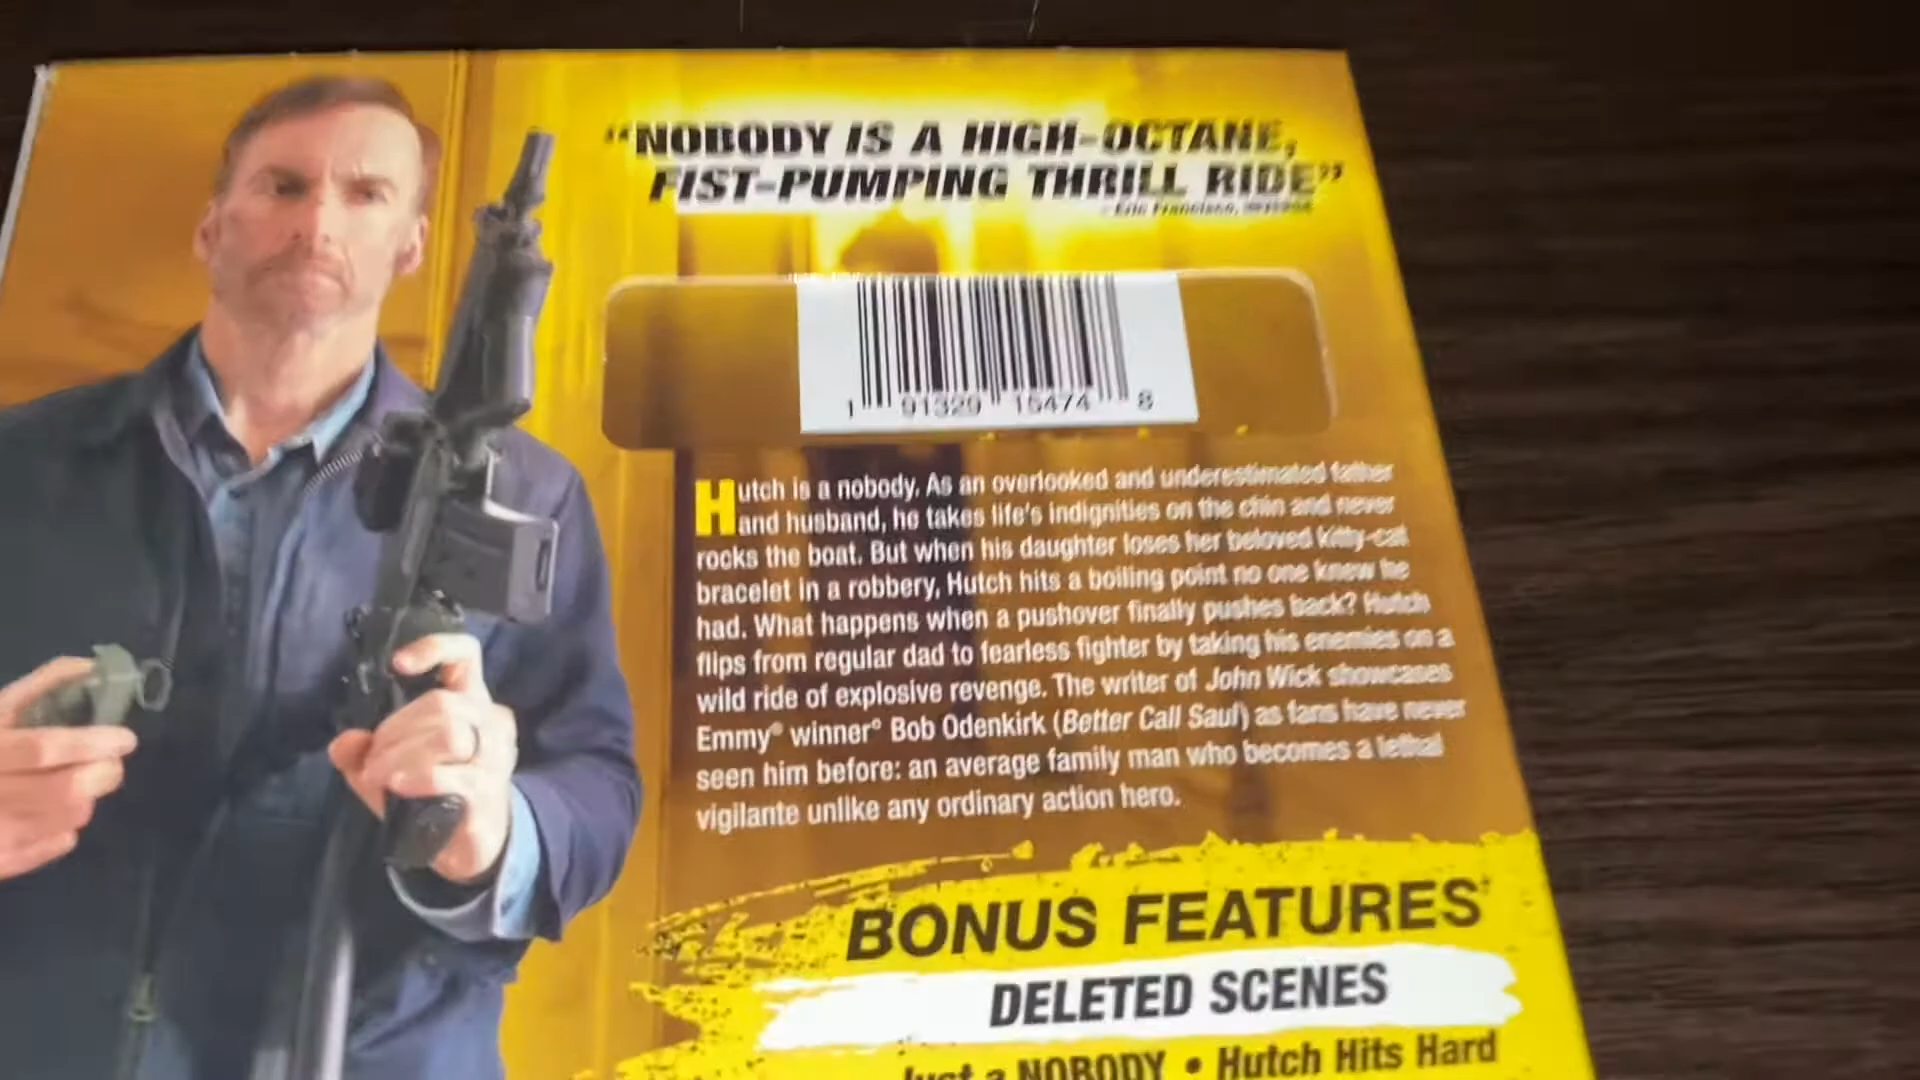 “NOBODY IS A HIGH-OCTANE,
FIST-PUMPING THRILL RIDE”
- Eric Francisco, INVERSE
1 91329 15474 8
Hutch is a nobody. As an overlooked and underestimated father
and husband, he takes life's indignities on the chin and never
rocks the boat. But when his daughter loses her beloved kitty-cat
bracelet in a robbery, Hutch hits a boiling point no one knew he
had. What happens when a pushover finally pushes back? Hutch
flips from regular dad to fearless fighter by taking his enemies on a
wild ride of explosive revenge. The writer of John Wick showcases
Emmy® winner° Bob Odenkirk (Better Call Saul) as fans have never
seen him before: an average family man who becomes a lethal
vigilante unlike any ordinary action hero.
BONUS FEATURES†
DELETED SCENES
Just a NOBODY • Hutch Hits Hard